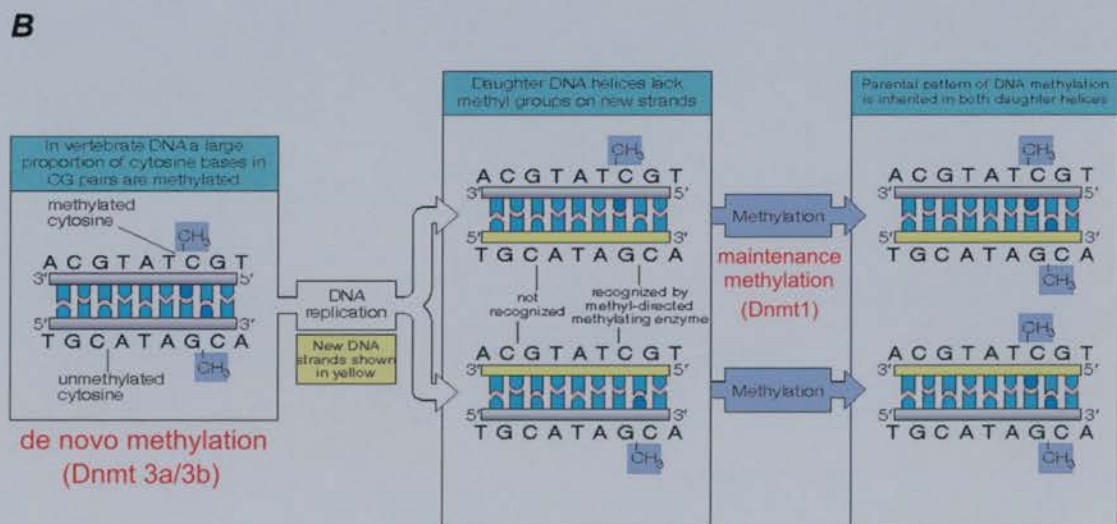 B
In vertebrate DNA a large
proportion of cytosine bases in
CG pairs are methylated
methylated
cytosine
CH3
A C G T A T C G T
3' 5'
5' 3'
T G C A T A G C A
CH3
unmethylated
cytosine
de novo methylation
(Dnmt 3a/3b)
DNA
replication
New DNA
strands shown
in yellow
Daughter DNA helices lack
methyl groups on new strands
CH3
A C G T A T C G T
3' 5'
5' 3'
T G C A T A G C A
not
recognized
recognized by
methyl-directed
methylating enzyme
A C G T A T C G T
3' 5'
5' 3'
T G C A T A G C A
CH3
Methylation
maintenance
methylation
(Dnmt1)
Methylation
Parental pattern of DNA methylation
is inherited in both daughter helices
CH3
A C G T A T C G T
3' 5'
5' 3'
T G C A T A G C A
CH3
CH3
A C G T A T C G T
3' 5'
5' 3'
T G C A T A G C A
CH3